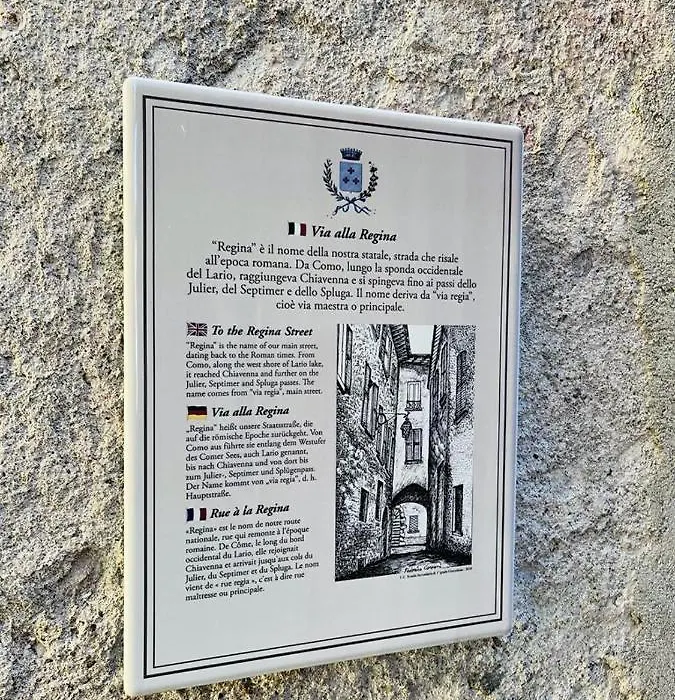 Via alla Regina
"Regina" è il nome della nostra statale, strada che risale
all'epoca romana. Da Como, lungo la sponda occidentale
del Lario, raggiungeva Chiavenna e si spingeva fino ai passi dello
Julier, del Septimer e dello Spluga. Il nome deriva da "via regia",
cioè via maestra o principale.
To the Regina Street
"Regina" is the name of our main street,
dating back to the Roman times. From
Como, along the west shore of Lario lake,
it reached Chiavenna and further on the
Julier, Septimer and Spluga passes. The
name comes from "via regia", main street.
Via alla Regina
„Regina" heißt unsere Staatsstraße, die
auf die römische Epoche zurückgeht. Von
Como aus führte sie entlang dem Westufer
des Comer Sees, auch Lario genannt,
bis nach Chiavenna und von dort bis
zum Julier-, Septimer und Splügenpass.
Der Name kommt von „via regia", d. h.
Hauptstraße.
Rue à la Regina
«Regina» est le nom de notre route
nationale, rue qui remonte à l'époque
romaine. De Côme, le long du bord
occidental du Lario, elle rejoignait
Chiavenna et arrivait jusqu'aux cols du
Julier, du Septimer et du Spluga. Le nom
vient de « rue regia », c'est à dire rue
maîtresse ou principale.